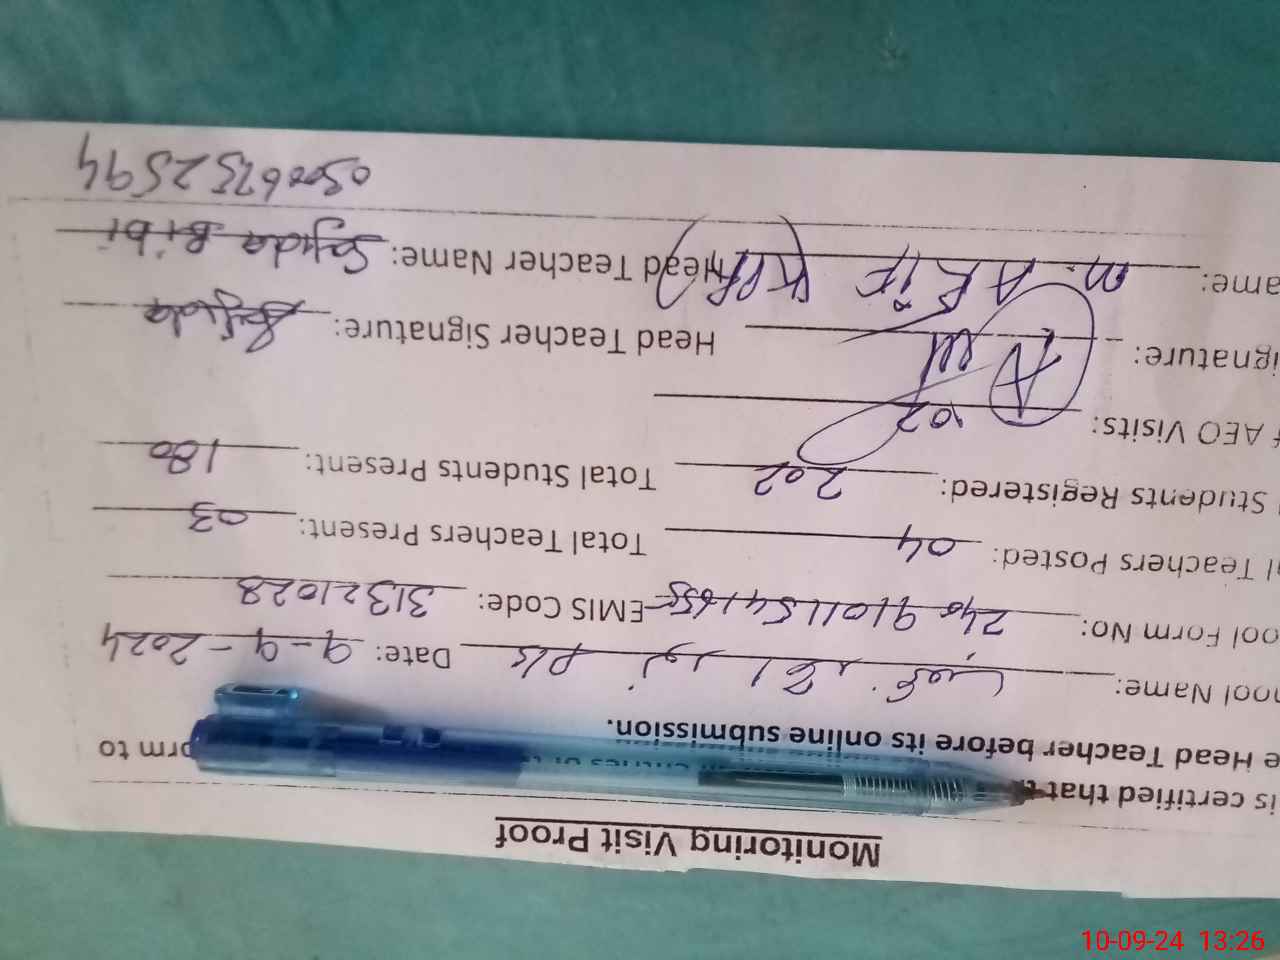 Monitoring Visit Proof
is certified that orm to
e Head Teacher before its online submission.
ool Name: P/s Date: 9-9-2024
ool Form No: EMIS Code: 31321028
l Teachers Posted: 04 Total Teachers Present: 03
Students Registered: 202 Total Students Present: 180
f AEO Visits: 02
ignature: Head Teacher Signature: Sajida
ame: M. Head Teacher Name: Sajida Bibi
03006752594
10-09-24 13:26